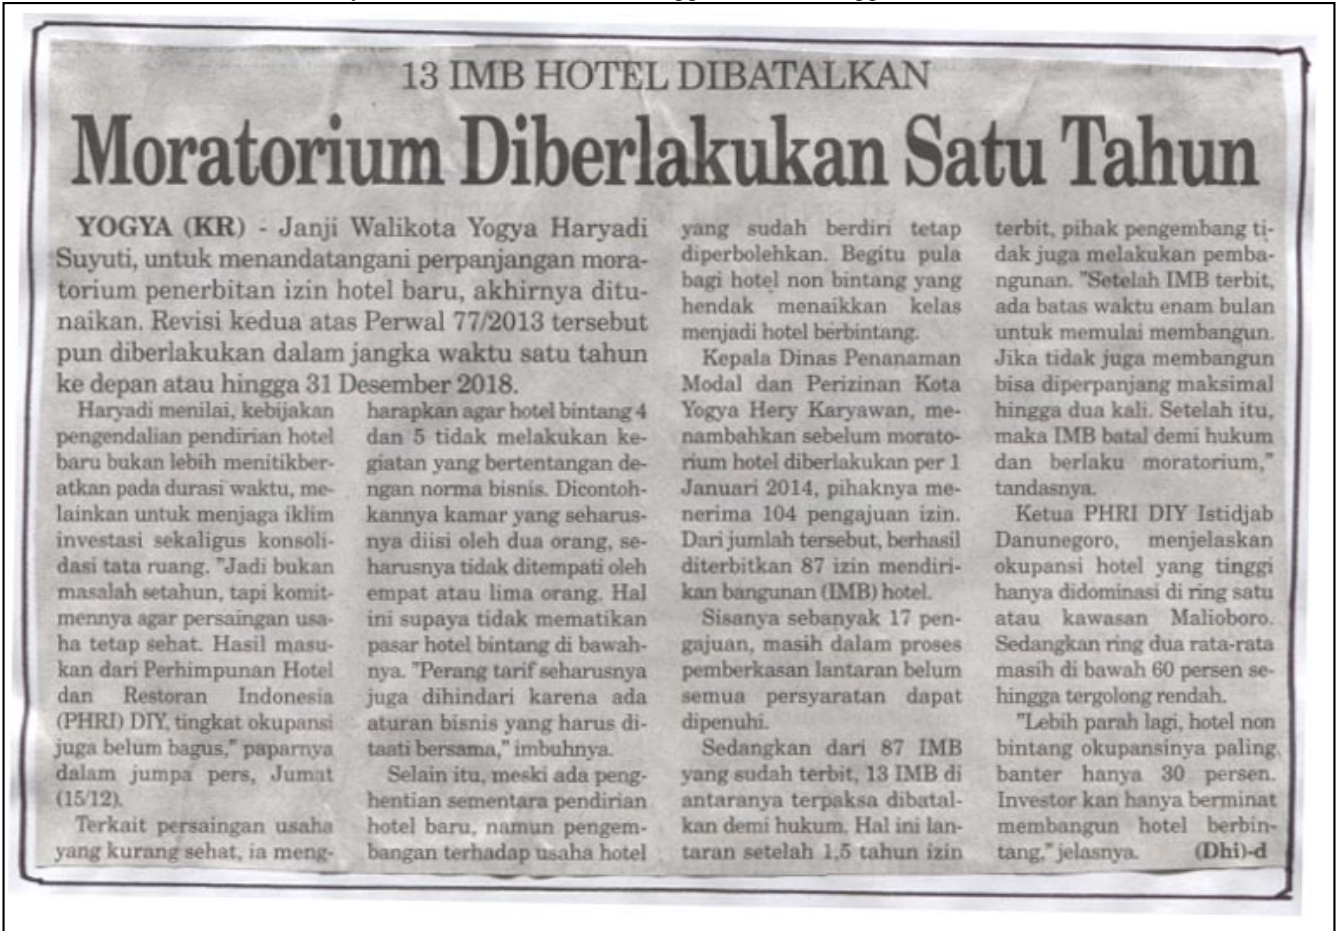 13 IMB HOTEL DIBATALKAN
Moratorium Diberlakukan Satu Tahun
YOGYA (KR) - Janji Walikota Yogya Haryadi
Suyuti, untuk menandatangani perpanjangan mora-
torium penerbitan izin hotel baru, akhirnya ditu-
naikan. Revisi kedua atas Perwal 77/2013 tersebut
pun diberlakukan dalam jangka waktu satu tahun
ke depan atau hingga 31 Desember 2018.
Haryadi menilai, kebijakan
pengendalian pendirian hotel
baru bukan lebih menitikber-
atkan pada durasi waktu, me-
lainkan untuk menjaga iklim
investasi sekaligus konsoli-
dasi tata ruang. "Jadi bukan
masalah setahun, tapi komit-
mennya agar persaingan usa-
ha tetap sehat. Hasil masu-
kan dari Perhimpunan Hotel
dan Restoran Indonesia
(PHRI) DIY, tingkat okupansi
juga belum bagus," paparnya
dalam jumpa pers, Jumat
(15/12).
Terkait persaingan usaha
yang kurang sehat, ia meng-
harapkan agar hotel bintang 4
dan 5 tidak melakukan ke-
giatan yang bertentangan de-
ngan norma bisnis. Dicontoh-
kannya kamar yang seharus-
nya diisi oleh dua orang, se-
harusnya tidak ditempati oleh
empat atau lima orang. Hal
ini supaya tidak mematikan
pasar hotel bintang di bawah-
nya. "Perang tarif seharusnya
juga dihindari karena ada
aturan bisnis yang harus di-
taati bersama," imbuhnya.
Selain itu, meski ada peng-
hentian sementara pendirian
hotel baru, namun pengem-
bangan terhadap usaha hotel
yang sudah berdiri tetap
diperbolehkan. Begitu pula
bagi hotel non bintang yang
hendak menaikkan kelas
menjadi hotel berbintang.
Kepala Dinas Penanaman
Modal dan Perizinan Kota
Yogya Hery Karyawan, me-
nambahkan sebelum morato-
rium hotel diberlakukan per 1
Januari 2014, pihaknya me-
nerima 104 pengajuan izin.
Dari jumlah tersebut, berhasil
diterbitkan 87 izin mendiri-
kan bangunan (IMB) hotel.
Sisanya sebanyak 17 pen-
gajuan, masih dalam proses
pemberkasan lantaran belum
semua persyaratan dapat
dipenuhi.
Sedangkan dari 87 IMB
yang sudah terbit, 13 IMB di
antaranya terpaksa dibatal-
kan demi hukum. Hal ini lan-
taran setelah 1,5 tahun izin
terbit, pihak pengembang ti-
dak juga melakukan pemba-
ngunan. "Setelah IMB terbit,
ada batas waktu enam bulan
untuk memulai membangun.
Jika tidak juga membangun
bisa diperpanjang maksimal
hingga dua kali. Setelah itu,
maka IMB batal demi hukum
dan berlaku moratorium,"
tandasnya.
Ketua PHRI DIY Istidjab
Danunegoro, menjelaskan
okupansi hotel yang tinggi
hanya didominasi di ring satu
atau kawasan Malioboro.
Sedangkan ring dua rata-rata
masih di bawah 60 persen se-
hingga tergolong rendah.
"Lebih parah lagi, hotel non
bintang okupansinya paling
banter hanya 30 persen.
Investor kan hanya berminat
membangun hotel berbin-
tang," jelasnya. (Dhi)-d